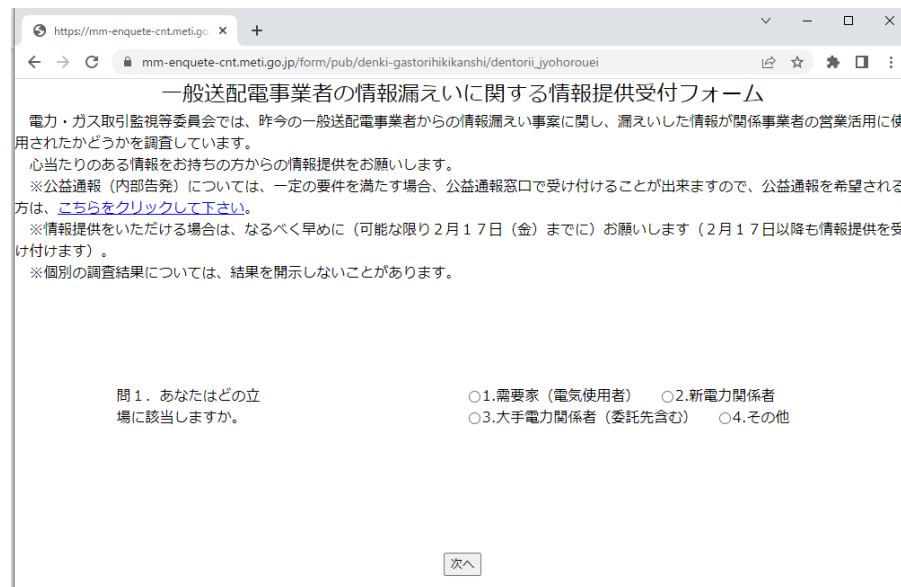 https://mm-enquete-cnt.meti.go.
mm-enquete-cnt.meti.go.jp/form/pub/denki-gastorihikikanshi/dentorii_jyohorouei
一般送配電事業者の情報漏えいに関する情報提供受付フォーム
電力・ガス取引監視等委員会では、昨今の一般送配電事業者からの情報漏えい事案に関し、漏えいした情報が関係事業者の営業活用に使
用されたかどうかを調査しています。
心当たりのある情報をお持ちの方からの情報提供をお願いします。
※公益通報（内部告発）については、一定の要件を満たす場合、公益通報窓口で受け付けることが出来ますので、公益通報を希望される
方は、こちらをクリックして下さい。
※情報提供をいただける場合は、なるべく早めに（可能な限り２月１７日（金）までに）お願いします（２月１７日以降も情報提供を受
け付けます）。
※個別の調査結果については、結果を開示しないことがあります。
問１．あなたはどの立
場に該当しますか。
1.需要家（電気使用者） 2.新電力関係者
3.大手電力関係者（委託先含む） 4.その他
次へ